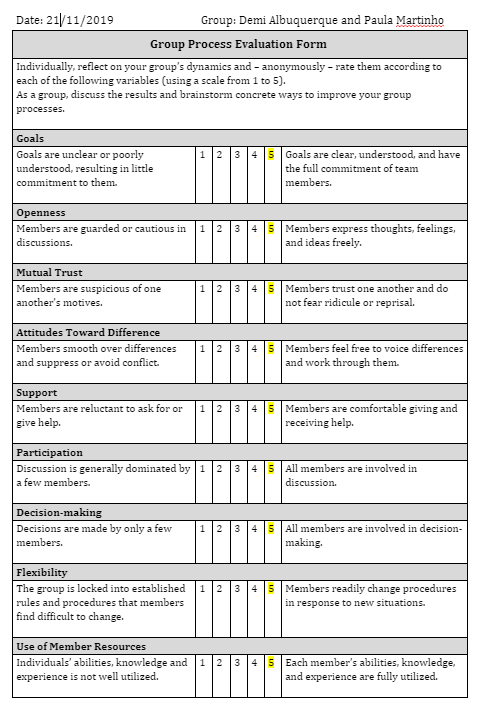 Date: 21/11/2019 Group: Demi Albuquerque and Paula Martinho
Group Process Evaluation Form
Individually, reflect on your group's dynamics and – anonymously – rate them according to
each of the following variables (using a scale from 1 to 5).
As a group, discuss the results and brainstorm concrete ways to improve your group
processes.
Goals
Goals are unclear or poorly 1 2 3 4 5 Goals are clear, understood, and have
understood, resulting in little the full commitment of team
commitment to them. members.
Openness
Members are guarded or cautious in 1 2 3 4 5 Members express thoughts, feelings,
discussions. and ideas freely.
Mutual Trust
Members are suspicious of one 1 2 3 4 5 Members trust one another and do
another's motives. not fear ridicule or reprisal.
Attitudes Toward Difference
Members smooth over differences 1 2 3 4 5 Members feel free to voice differences
and suppress or avoid conflict. and work through them.
Support
Members are reluctant to ask for or 1 2 3 4 5 Members are comfortable giving and
give help. receiving help.
Participation
Discussion is generally dominated by 1 2 3 4 5 All members are involved in
a few members. discussion.
Decision-making
Decisions are made by only a few 1 2 3 4 5 All members are involved in decision-
members. making.
Flexibility
The group is locked into established 1 2 3 4 5 Members readily change procedures
rules and procedures that members in response to new situations.
find difficult to change.
Use of Member Resources
Individuals' abilities, knowledge and 1 2 3 4 5 Each member's abilities, knowledge,
experience is not well utilized. and experience are fully utilized.